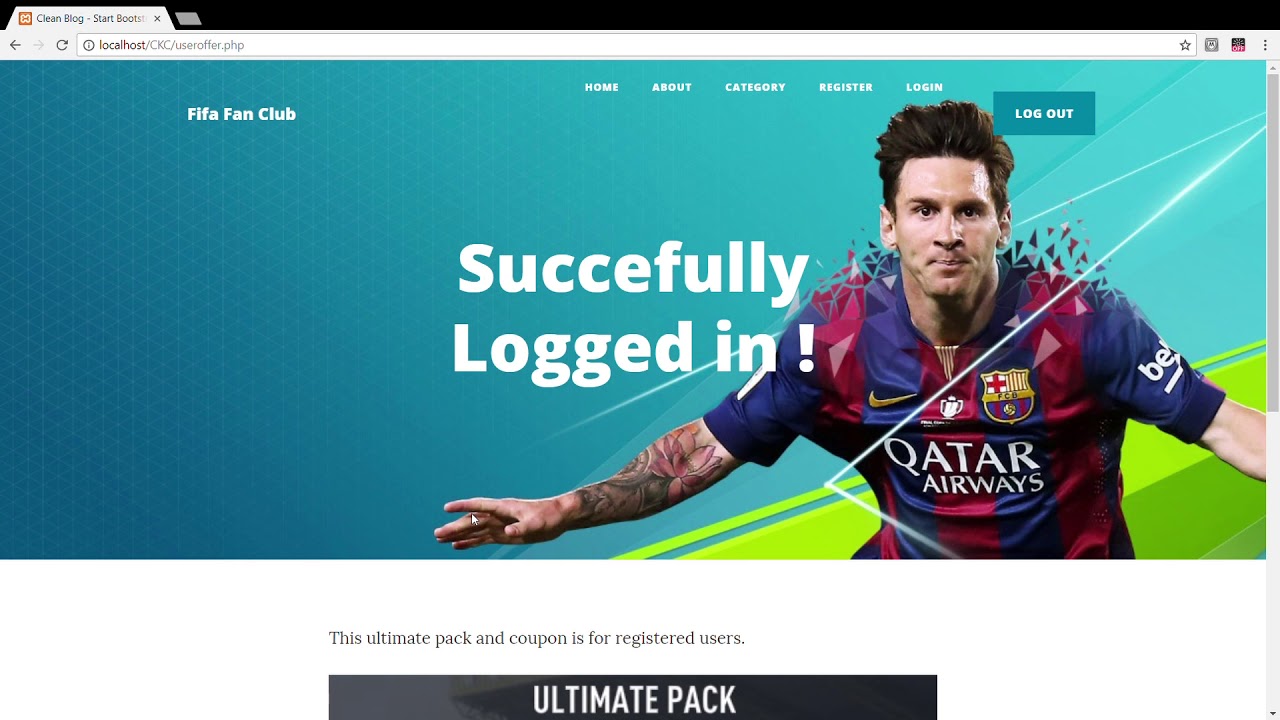 Clean Blog - Start Bootst
localhost/CKC/useroffer.php
OFF
HOME ABOUT CATEGORY REGISTER LOGIN
Fifa Fan Club
LOG OUT
Succefully
Logged in !
FCB
QATAR
AIRWAYS
This ultimate pack and coupon is for registered users.
ULTIMATE PACK